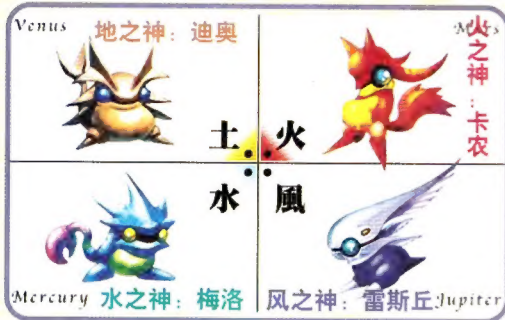 Venus
地之神：迪奥
Mars
火之神：卡农
土
火
水
風
Mercury
水之神：梅洛
风之神：雷斯丘
Jupiter